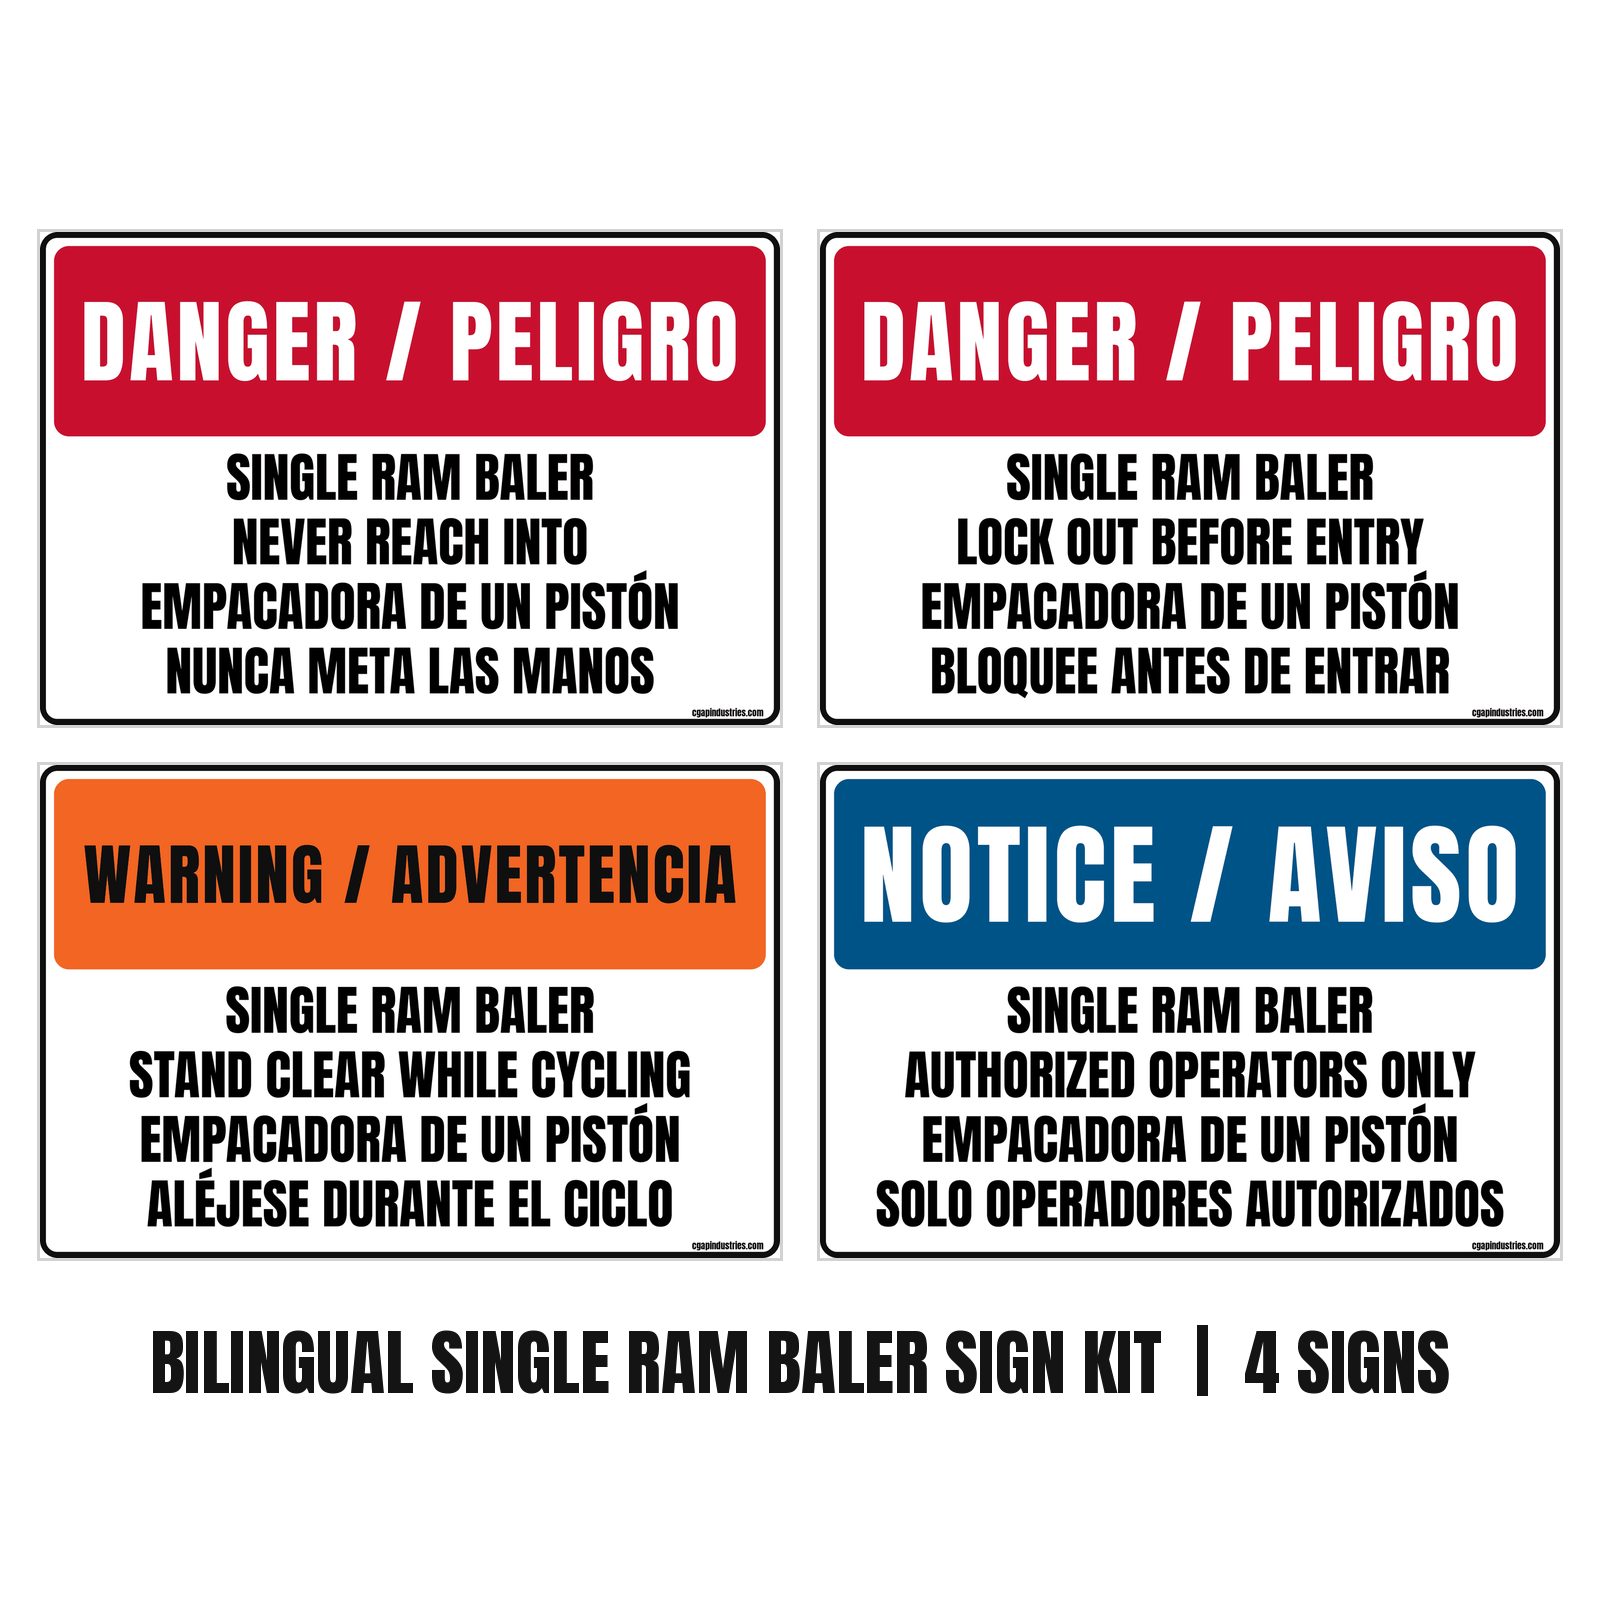 DANGER / PELIGRO
SINGLE RAM BALER
NEVER REACH INTO
EMPACADORA DE UN PISTÓN
NUNCA META LAS MANOS
cgapindustries.com
DANGER / PELIGRO
SINGLE RAM BALER
LOCK OUT BEFORE ENTRY
EMPACADORA DE UN PISTÓN
BLOQUEE ANTES DE ENTRAR
cgapindustries.com
WARNING / ADVERTENCIA
SINGLE RAM BALER
STAND CLEAR WHILE CYCLING
EMPACADORA DE UN PISTÓN
ALÉJESE DURANTE EL CICLO
cgapindustries.com
NOTICE / AVISO
SINGLE RAM BALER
AUTHORIZED OPERATORS ONLY
EMPACADORA DE UN PISTÓN
SOLO OPERADORES AUTORIZADOS
cgapindustries.com
BILINGUAL SINGLE RAM BALER SIGN KIT | 4 SIGNS